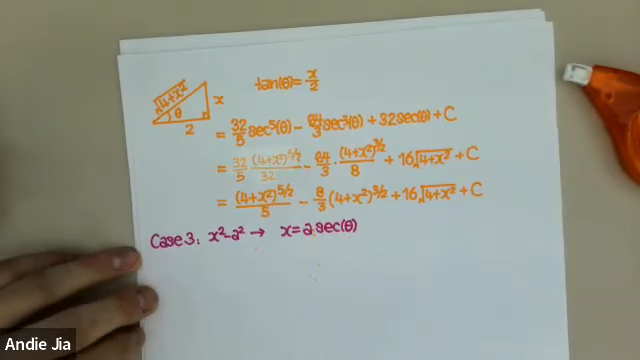 √4+x² θ x 2 tan(θ)= x/2
= 32/5 sec⁵(θ) - 64/3 sec³(θ) + 32sec(θ) + C
= 32/5 (4+x²)^5/2/32 - 64/3 · (4+x²)^3/2/8 + 16√4+x² + C
= (4+x²)^5/2/5 - 8/3 (4+x²)^3/2 + 16√4+x² + C
Case 3: x²-a² → x=a sec(θ)
Andie Jia